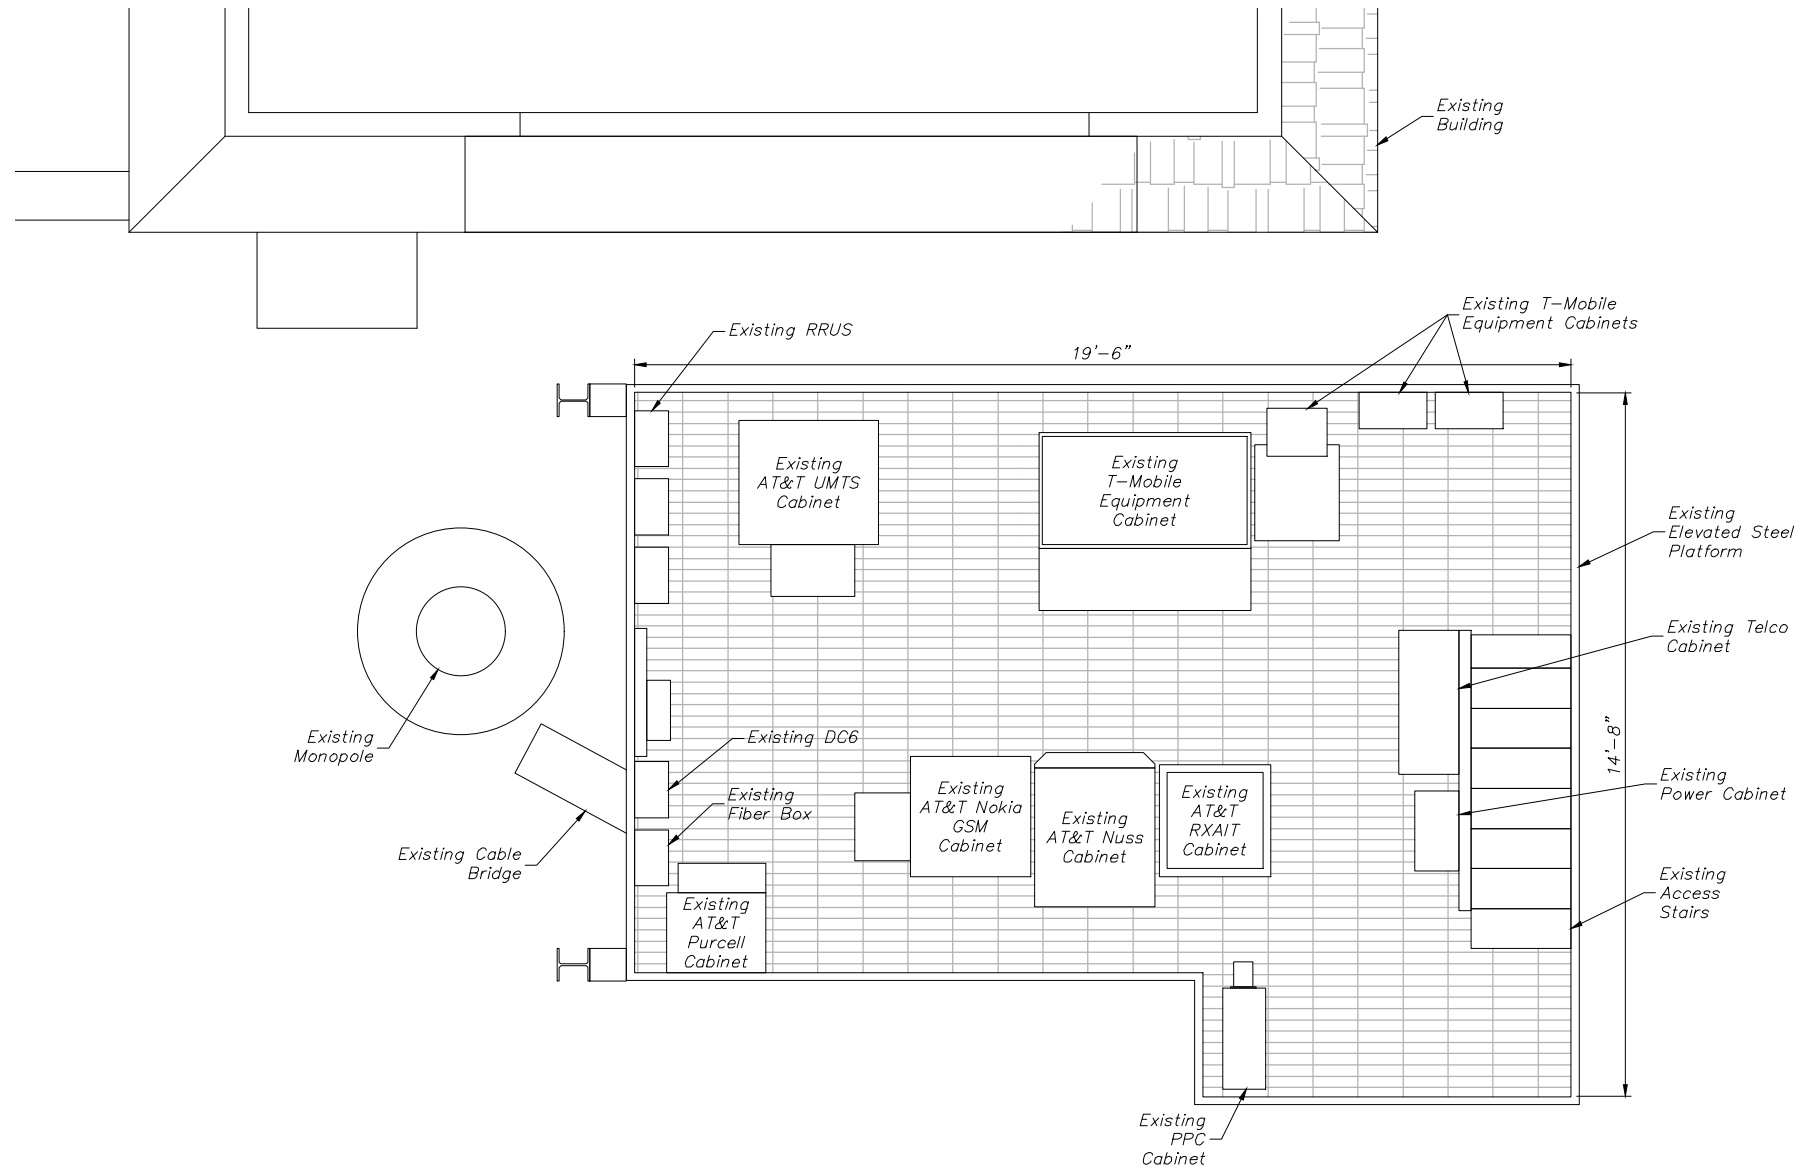 Existing
Building
Existing T-Mobile
Equipment Cabinets
Existing RRUS
19'-6"
Existing
AT&T UMTS
Cabinet
Existing
T-Mobile
Equipment
Cabinet
Existing
Elevated Steel
Platform
Existing Telco
Cabinet
14'-8"
Existing
Monopole
Existing DC6
Existing
Fiber Box
Existing
AT&T Nokia
GSM
Cabinet
Existing
AT&T Nuss
Cabinet
Existing
AT&T
RXAIT
Cabinet
Existing
Power Cabinet
Existing Cable
Bridge
Existing
AT&T
Purcell
Cabinet
Existing
Access
Stairs
Existing
PPC
Cabinet